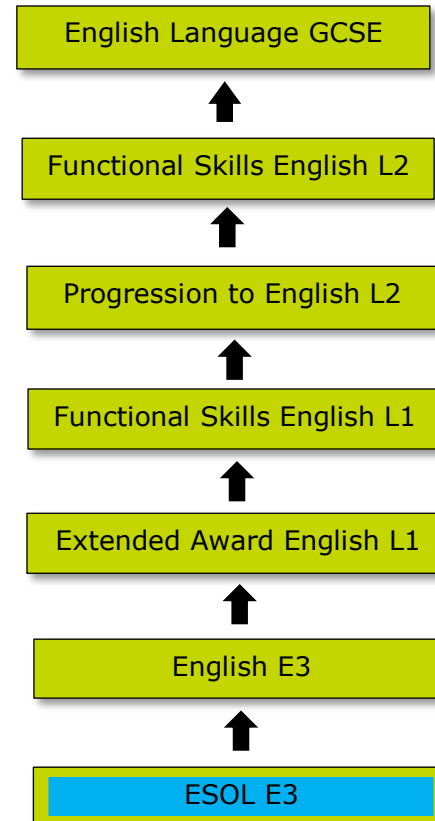 English Language GCSE
Functional Skills English L2
Progression to English L2
Functional Skills English L1
Extended Award English L1
English E3
ESOL E3